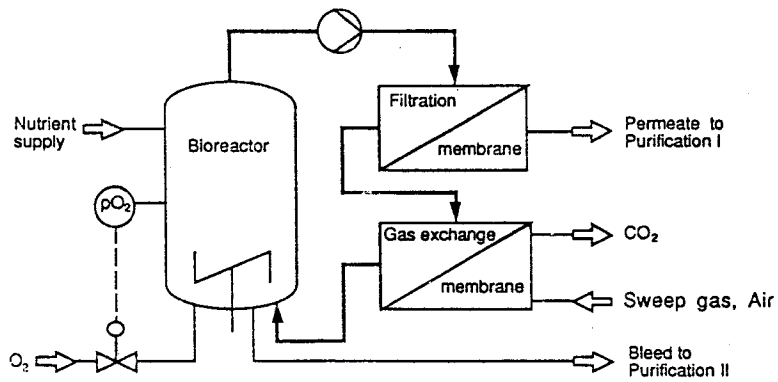 Nutrient
supply
Bioreactor
pO₂
O₂
Filtration
membrane
Permeate to
Purification I
Gas exchange
membrane
CO₂
Sweep gas, Air
Bleed to
Purification II